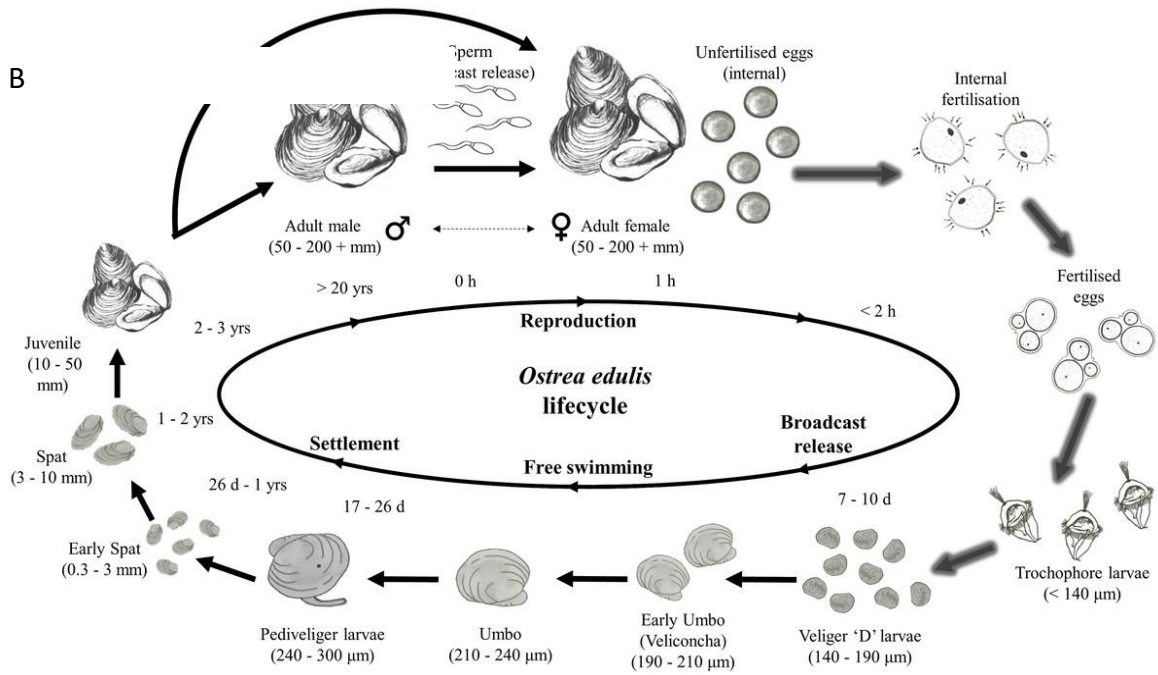 B
Sperm
cast release)
Unfertilised eggs
(internal)
Internal
fertilisation
Adult male ♂
(50 - 200 + mm)
♀ Adult female
(50 - 200 + mm)
Fertilised
eggs
> 20 yrs
0 h
1 h
< 2 h
2 - 3 yrs
Reproduction
Juvenile
(10 - 50
mm)
Ostrea edulis
lifecycle
1 - 2 yrs
Broadcast
release
Settlement
Free swimming
Spat
(3 - 10 mm)
26 d - 1 yrs
17 - 26 d
7 - 10 d
Early Spat
(0.3 - 3 mm)
Trochophore larvae
(< 140 μm)
Pediveliger larvae
(240 - 300 μm)
Umbo
(210 - 240 μm)
Early Umbo
(Veliconcha)
(190 - 210 μm)
Veliger ‘D’ larvae
(140 - 190 μm)